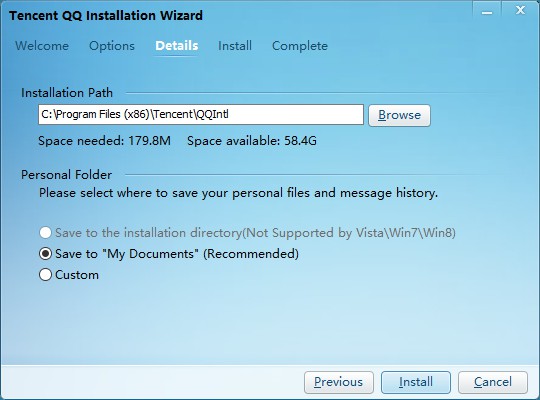 Tencent QQ Installation Wizard
Welcome Options Details Install Complete
Installation Path
C:\Program Files (x86)\Tencent\QQIntl Browse
Space needed: 179.8M Space available: 58.4G
Personal Folder
Please select where to save your personal files and message history.
Save to the installation directory(Not Supported by Vista\Win7\Win8)
Save to "My Documents" (Recommended)
Custom
Previous Install Cancel